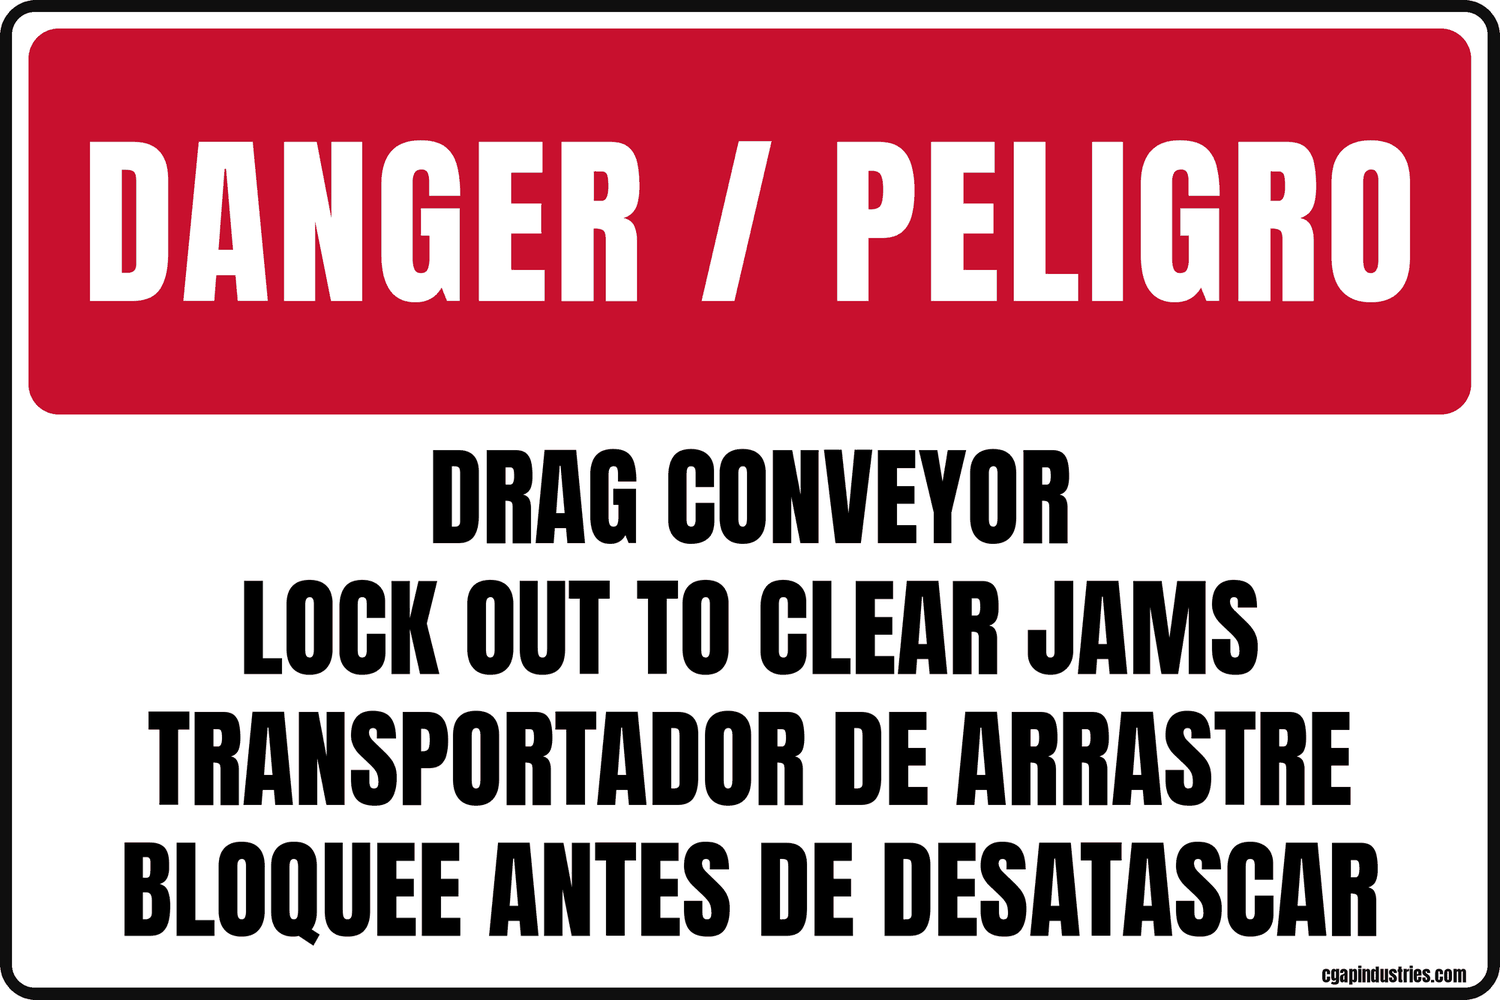 DANGER / PELIGRO
DRAG CONVEYOR
LOCK OUT TO CLEAR JAMS
TRANSPORTADOR DE ARRASTRE
BLOQUEE ANTES DE DESATASCAR
cgapindustries.com